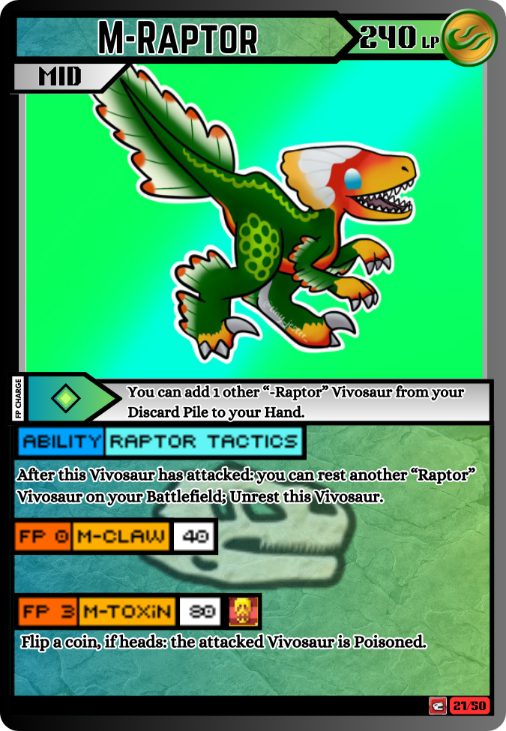 M-RAPTOR
240 LP
MID
FP CHARGE
You can add 1 other “-Raptor” Vivosaur from your
Discard Pile to your Hand.
ABILITY RAPTOR TACTICS
After this Vivosaur has attacked: you can rest another “Raptor”
Vivosaur on your Battlefield; Unrest this Vivosaur.
FP 0 M-CLAW 40
FP 3 M-TOXiN 80
Flip a coin, if heads: the attacked Vivosaur is Poisoned.
21/50